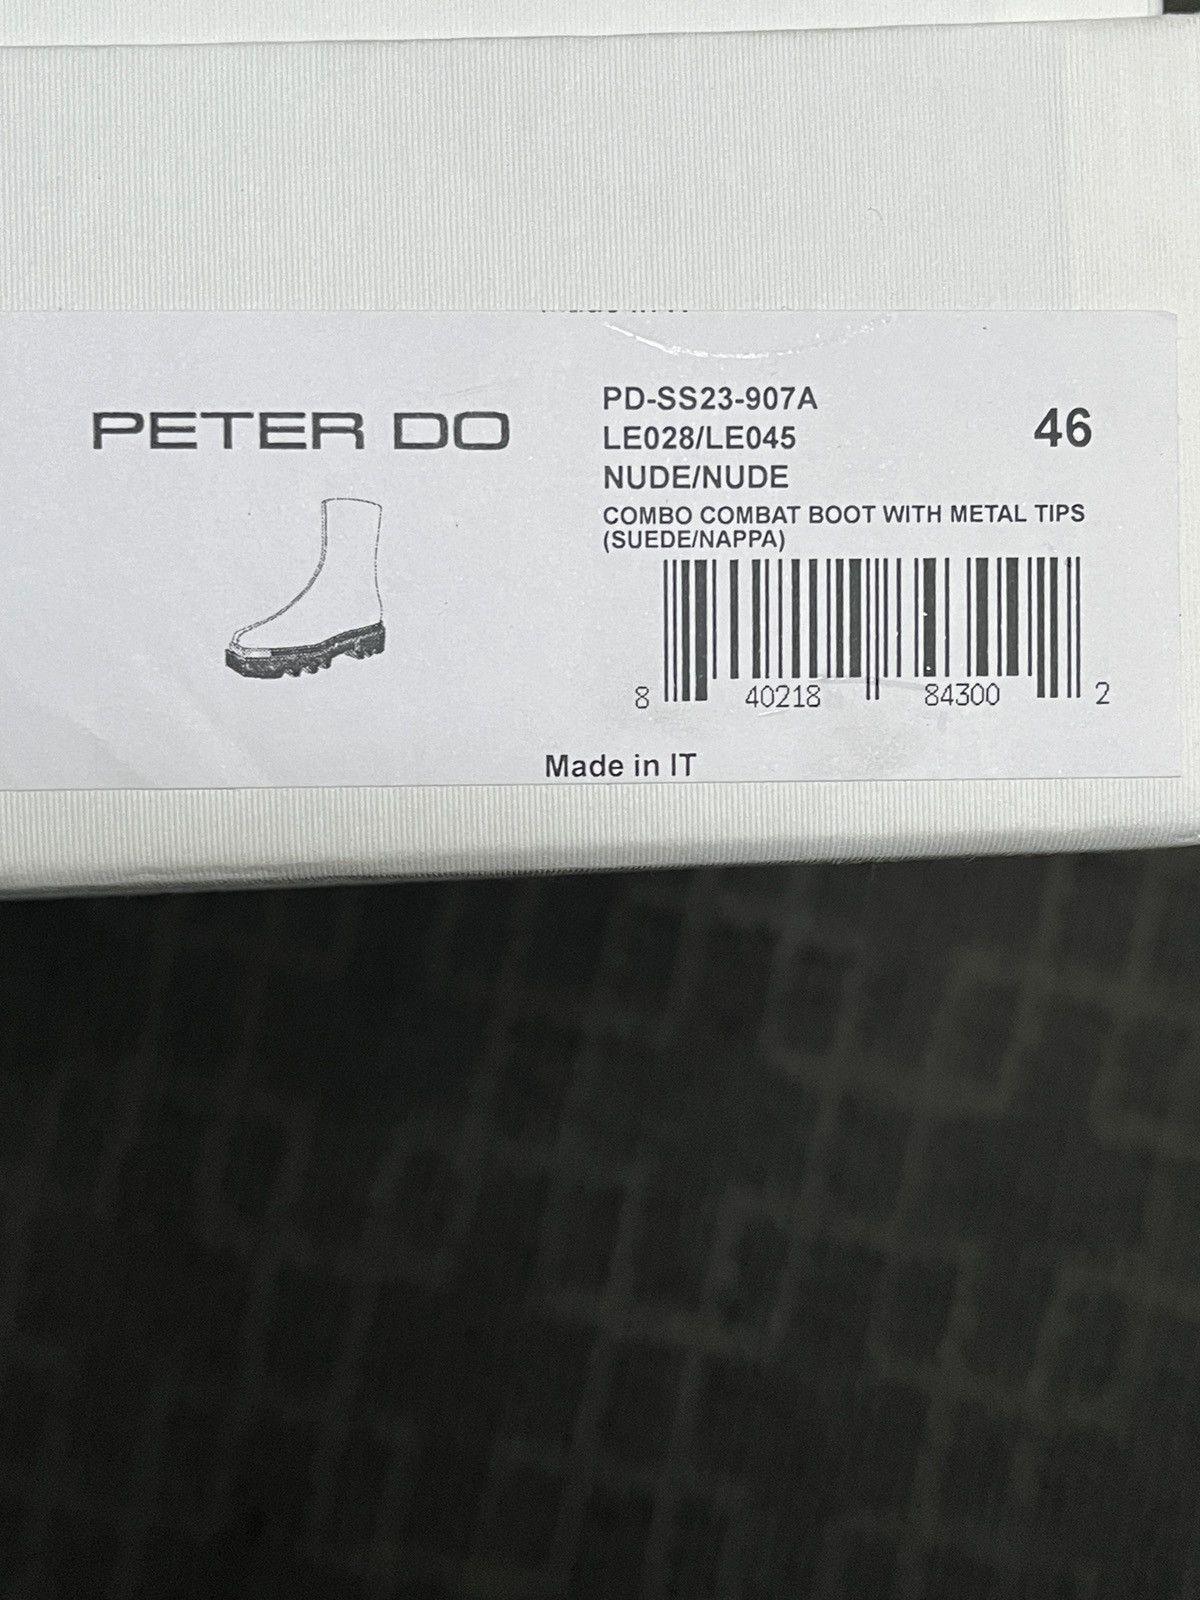 PETER DO
PD-SS23-907A
LE028/LE045
NUDE/NUDE
46
COMBO COMBAT BOOT WITH METAL TIPS
(SUEDE/NAPPA)
8 40218 84300 2
Made in IT